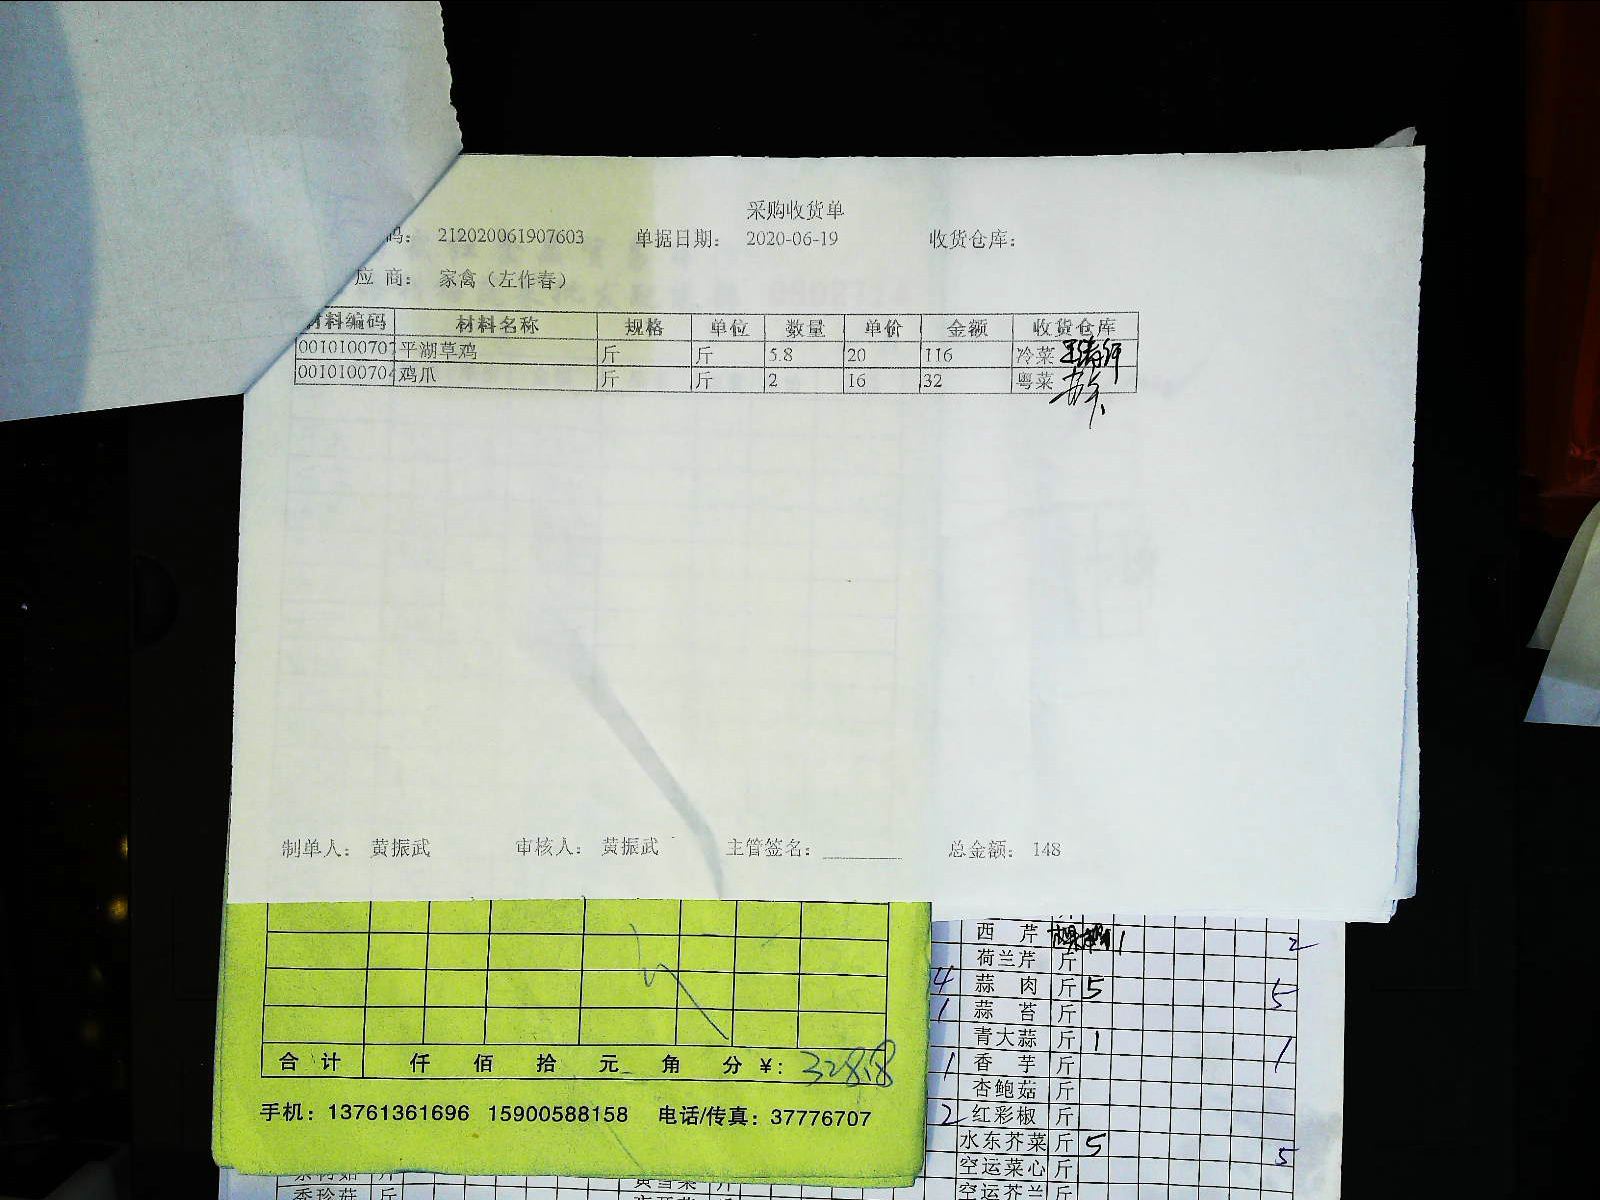 采购收货单
码： 212020061907603 单据日期： 2020-06-19 收货仓库：
应 商： 家禽（左作春）
材料编码 材料名称 规格 单位 数量 单价 金额 收货仓库
0010100707 平湖草鸡 斤 斤 5.8 20 116 冷菜
0010100704 鸡爪 斤 斤 2 16 32 粤菜
制单人： 黄振武 审核人： 黄振武 主管签名： 总金额： 148
合 计 仟 佰 拾 元 角 分 ¥: 328.8
手机：13761361696 15900588158 电话/传真：37776707
西 芹 1 2
荷兰芹 斤
4 蒜 肉 斤 5 5
1 蒜 苔 斤
青大蒜 斤 1 1
1 香 芋 斤
杏鲍菇 斤
2 红彩椒 斤
水东芥菜 斤 5 5
空运菜心 斤
空运芥兰 斤